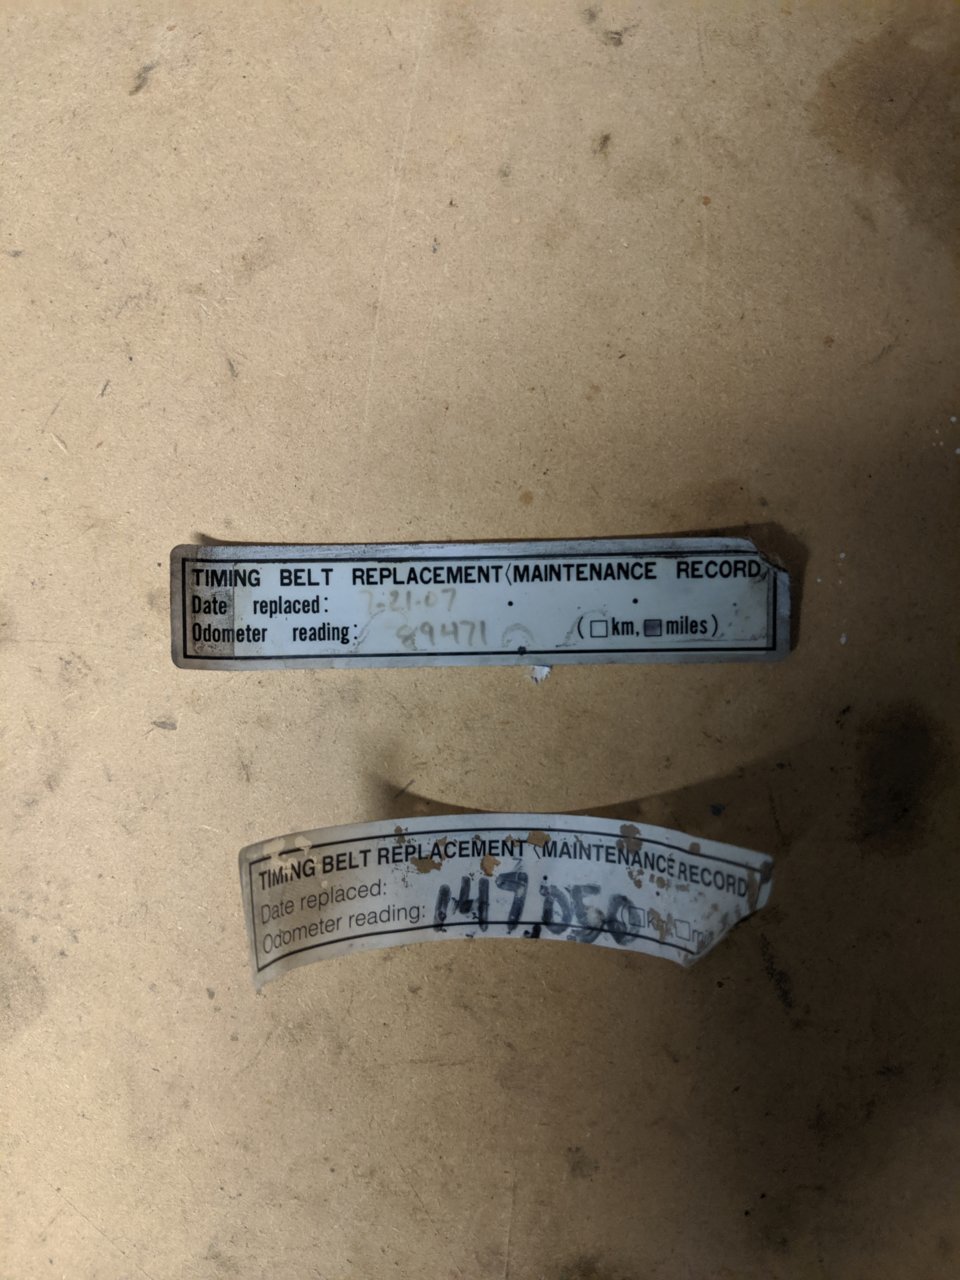 TIMING BELT REPLACEMENT〈MAINTENANCE RECORD
Date replaced: 7-21-07
Odometer reading: 89471 (□km, ■miles)
TIMING BELT REPLACEMENT〈MAINTENANCE RECORD
Date replaced:
Odometer reading: 147,050